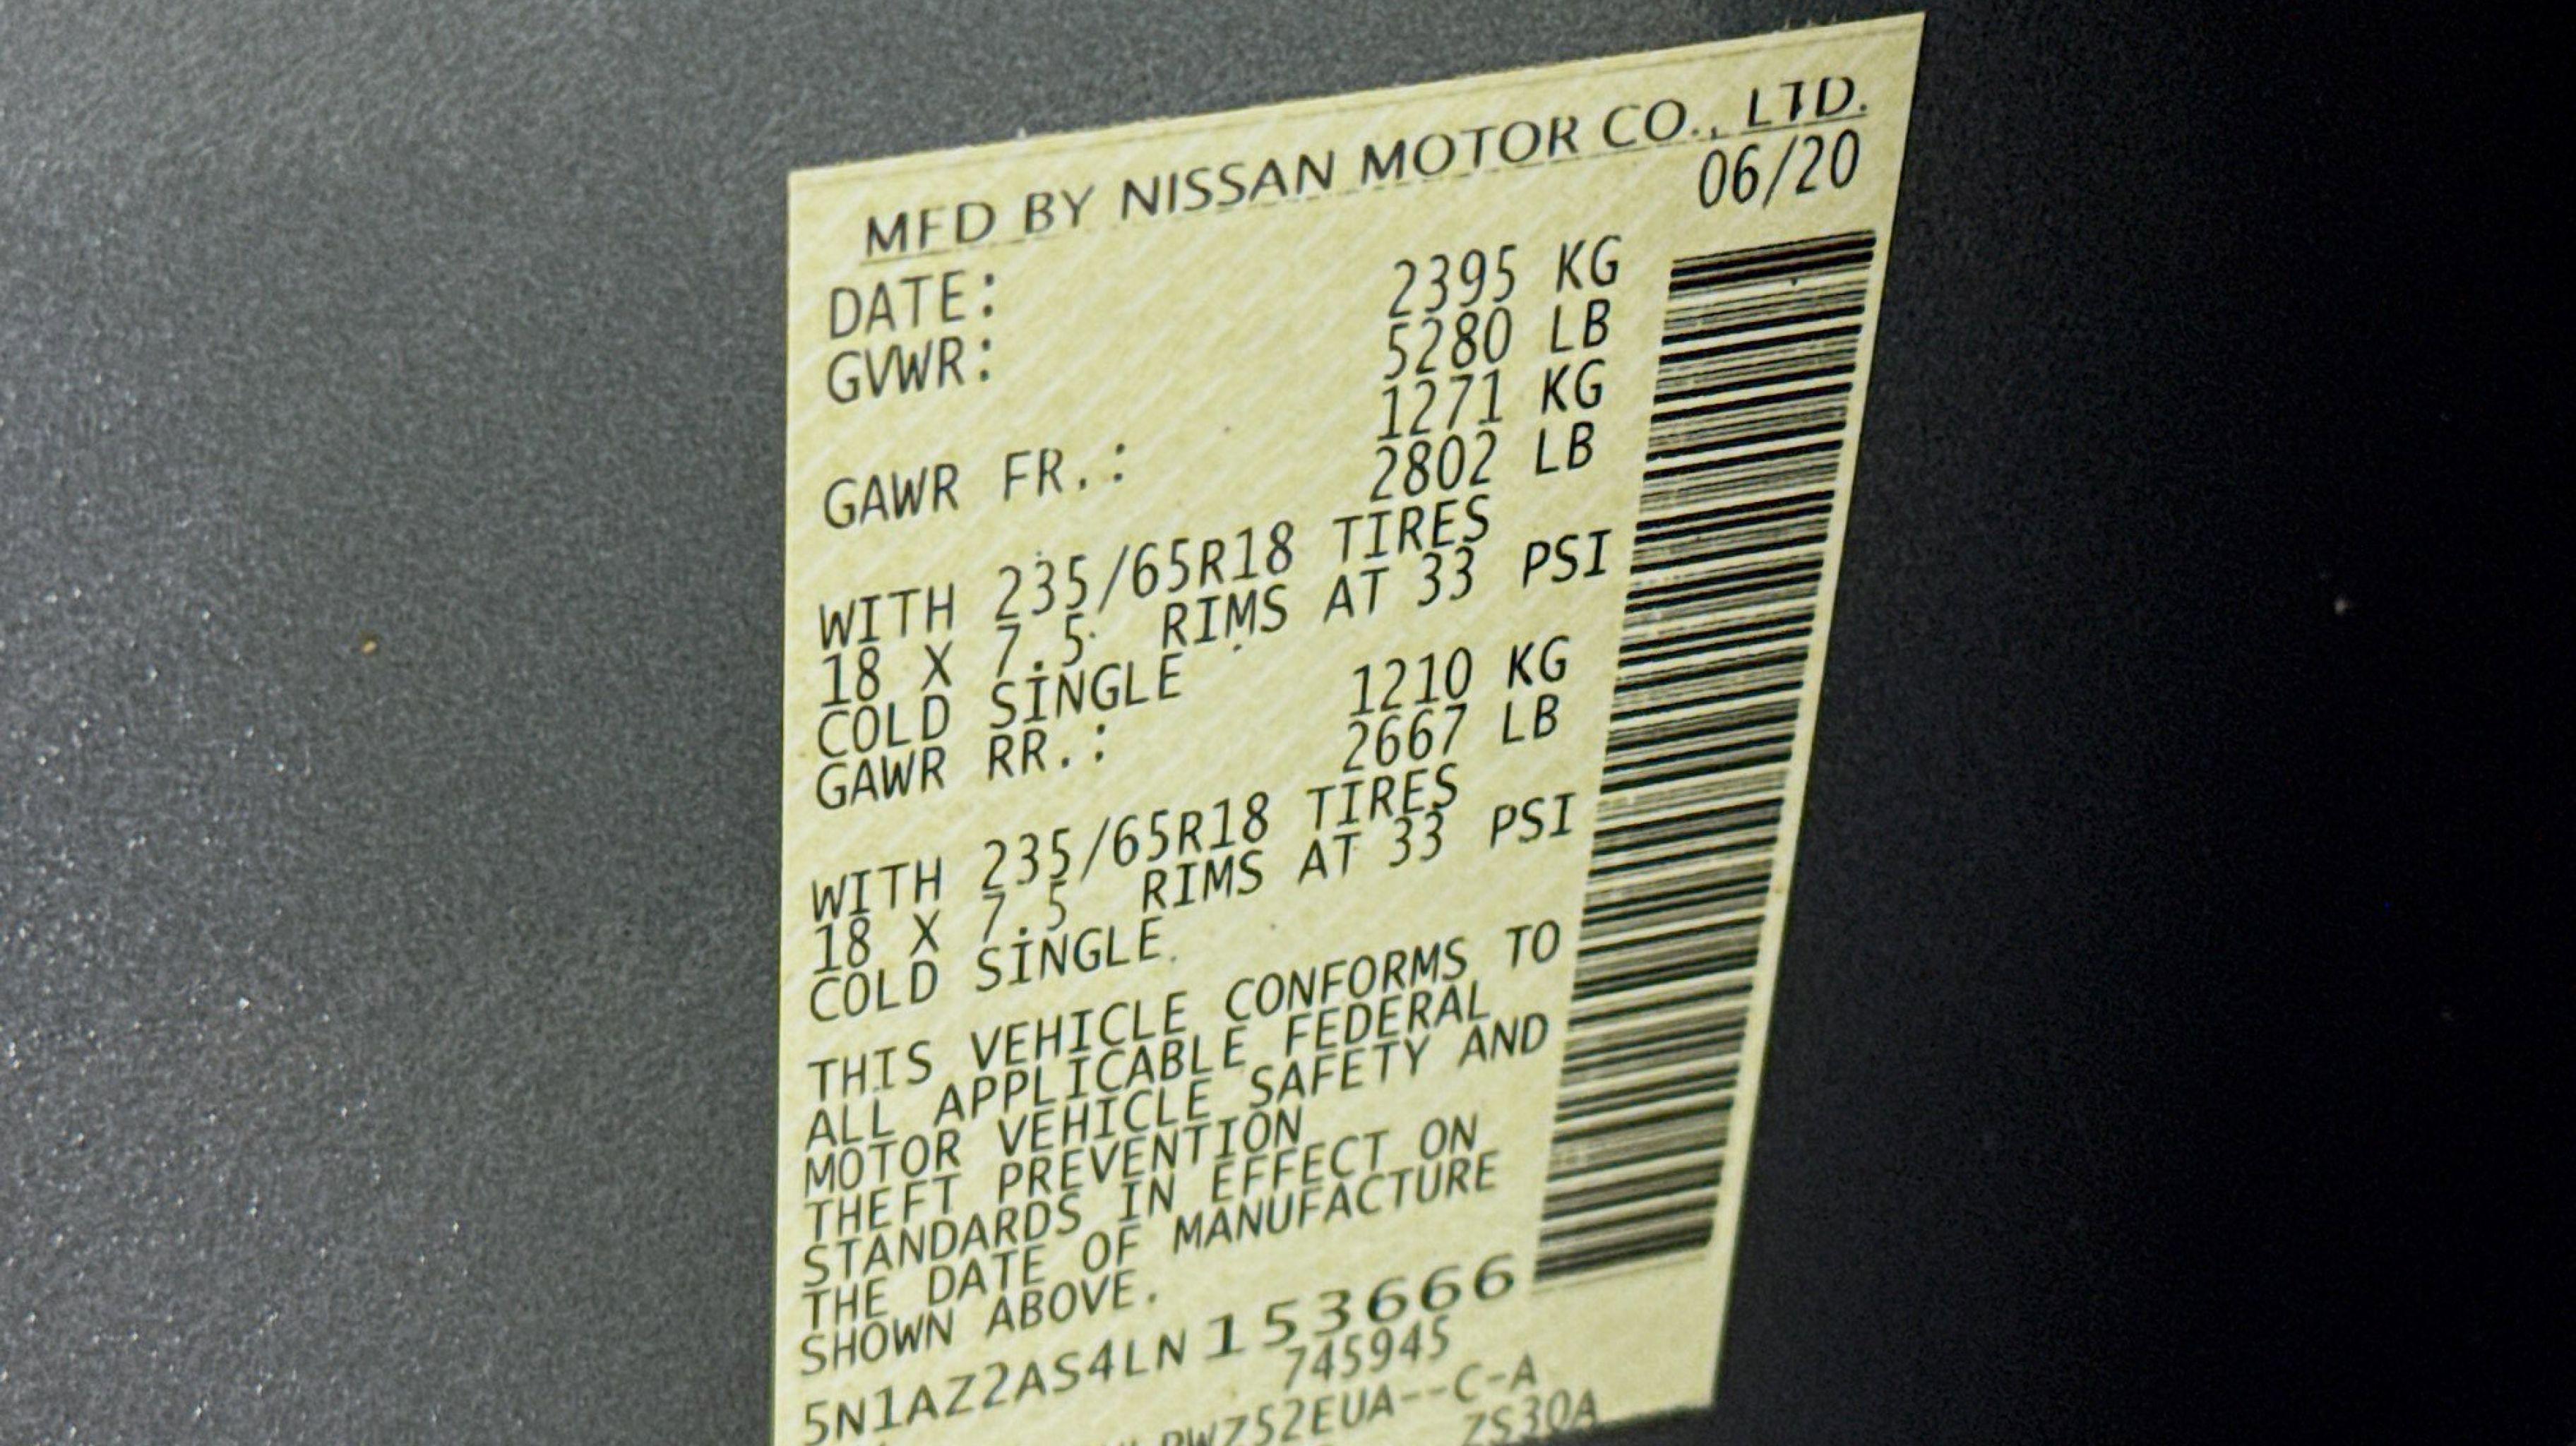 MFD BY NISSAN MOTOR CO., LTD.
DATE: 06/20
GVWR: 2395 KG
5280 LB
GAWR FR.: 1271 KG
2802 LB
WITH 235/65R18 TIRES
18 X 7.5 RIMS AT 33 PSI
COLD SINGLE
GAWR RR.: 1210 KG
2667 LB
WITH 235/65R18 TIRES
18 X 7.5 RIMS AT 33 PSI
COLD SINGLE
THIS VEHICLE CONFORMS TO
ALL APPLICABLE FEDERAL
MOTOR VEHICLE SAFETY AND
THEFT PREVENTION
STANDARDS IN EFFECT ON
THE DATE OF MANUFACTURE
SHOWN ABOVE.
5N1AZ2AS4LN153666
745945
ZS30A